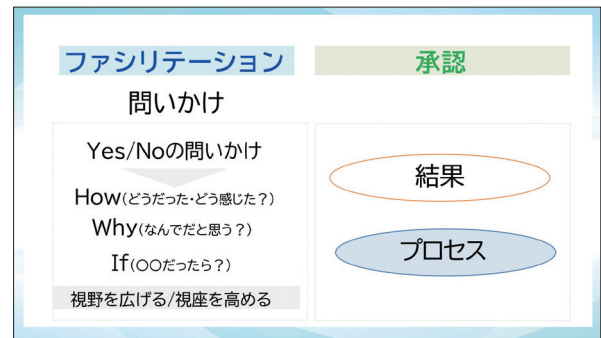 ファシリテーション
問いかけ
Yes/Noの問いかけ
How(どうだった・どう感じた？)
Why(なんでだと思う？)
If(〇〇だったら？)
視野を広げる/視座を高める
承認
結果
プロセス